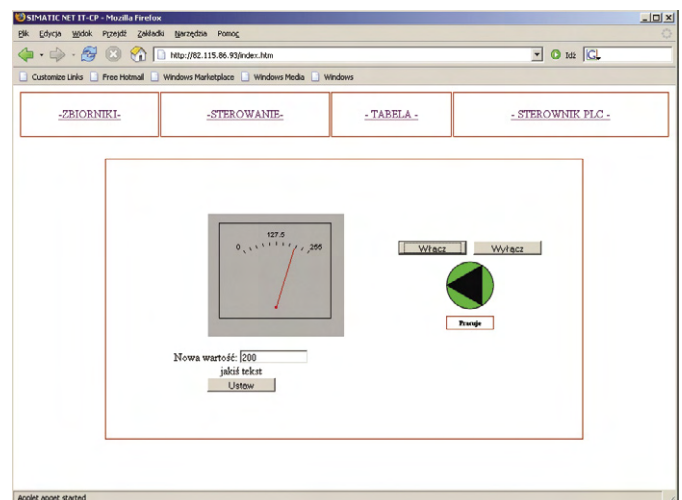 SIMATIC NET IT-CP - Mozilla Firefox
Plik Edycja Widok Przejdź Zakładki Narzędzia Pomoc
http://82.115.86.93/index.htm Idź
Customize Links Free Hotmail Windows Marketplace Windows Media Windows
-ZBIORNIKI- -STEROWANIE- - TABELA - - STEROWNIK PLC -
127.5
0 255
Włącz Wyłącz
Pracuje
Nowa wartość: 200
jakiś tekst
Ustaw
Applet appet started